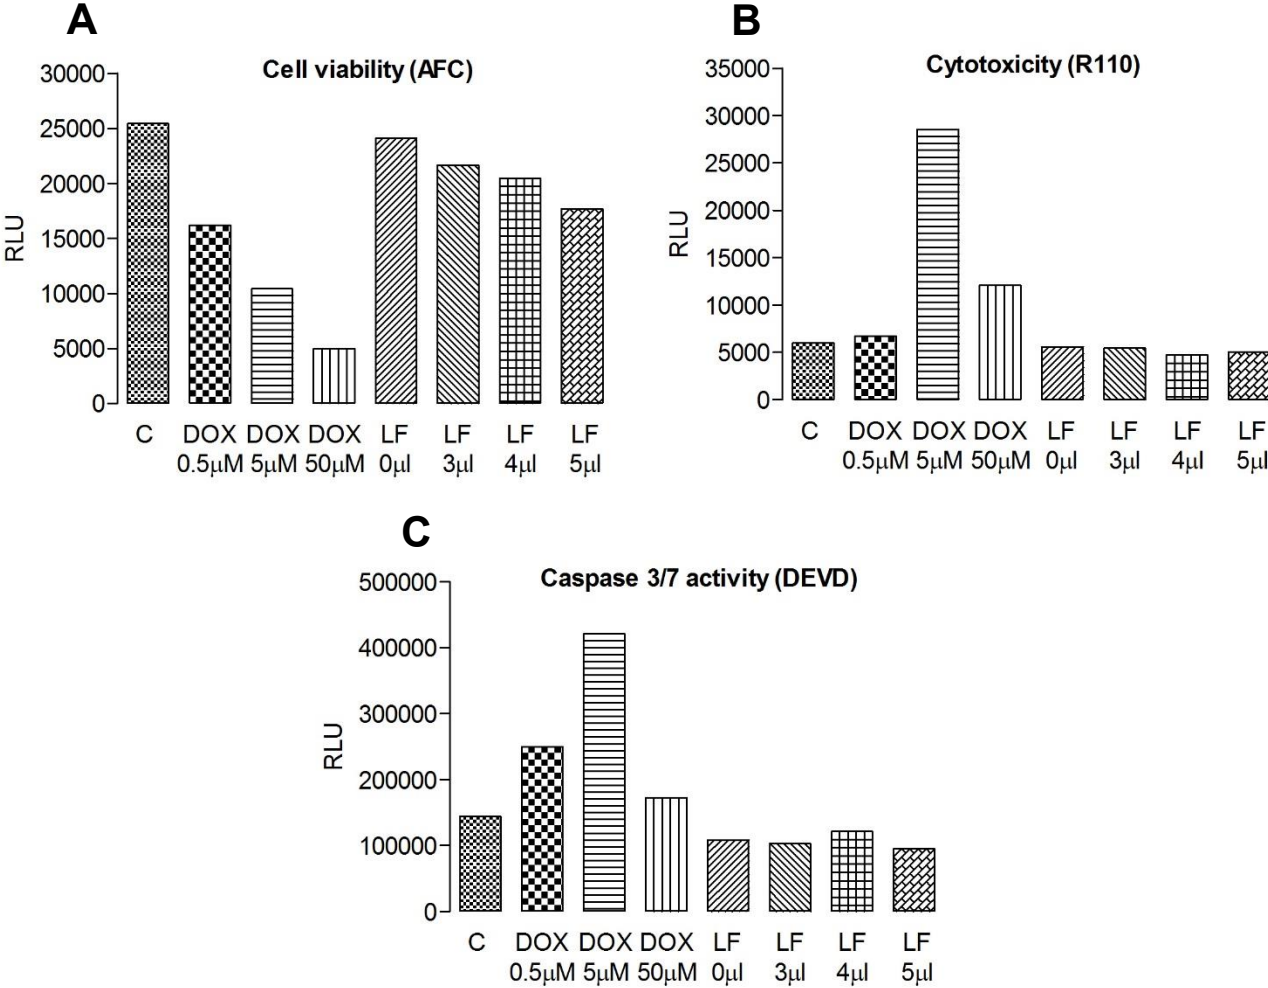 A
Cell viability (AFC)
30000
25000
20000
15000
10000
5000
0
RLU
C DOX DOX DOX LF LF LF LF
0.5μM 5μM 50μM 0μl 3μl 4μl 5μl
B
Cytotoxicity (R110)
35000
30000
25000
20000
15000
10000
5000
0
RLU
C DOX DOX DOX LF LF LF LF
0.5μM 5μM 50μM 0μl 3μl 4μl 5μl
C
Caspase 3/7 activity (DEVD)
500000
400000
300000
200000
100000
0
RLU
C DOX DOX DOX LF LF LF LF
0.5μM 5μM 50μM 0μl 3μl 4μl 5μl